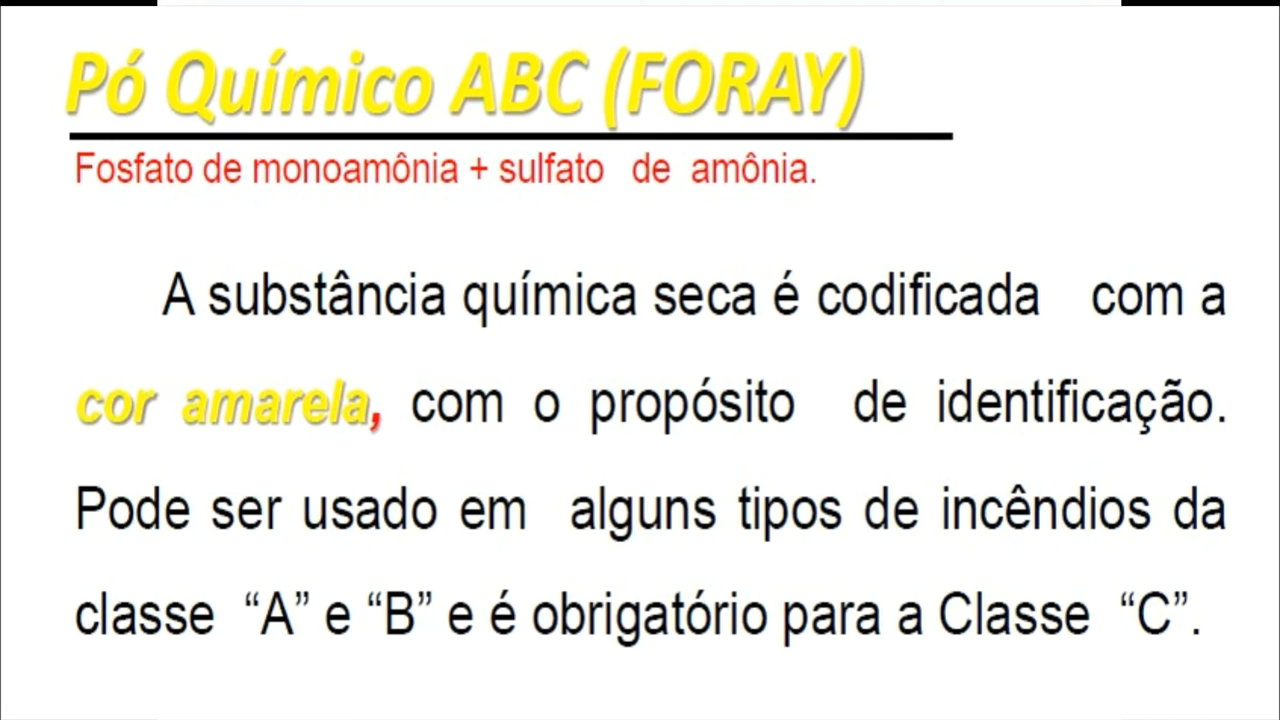 Pó Químico ABC (FORAY)
Fosfato de monoamônia + sulfato de amônia.
A substância química seca é codificada com a
cor amarela, com o propósito de identificação.
Pode ser usado em alguns tipos de incêndios da
classe “A” e “B” e é obrigatório para a Classe “C”.